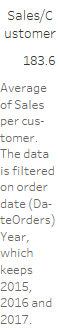 Sales/C
ustomer
183.6
Average
of Sales
per cus-
tomer.
The data
is filtered
on order
date (Da-
teOrders)
Year,
which
keeps
2015,
2016 and
2017.